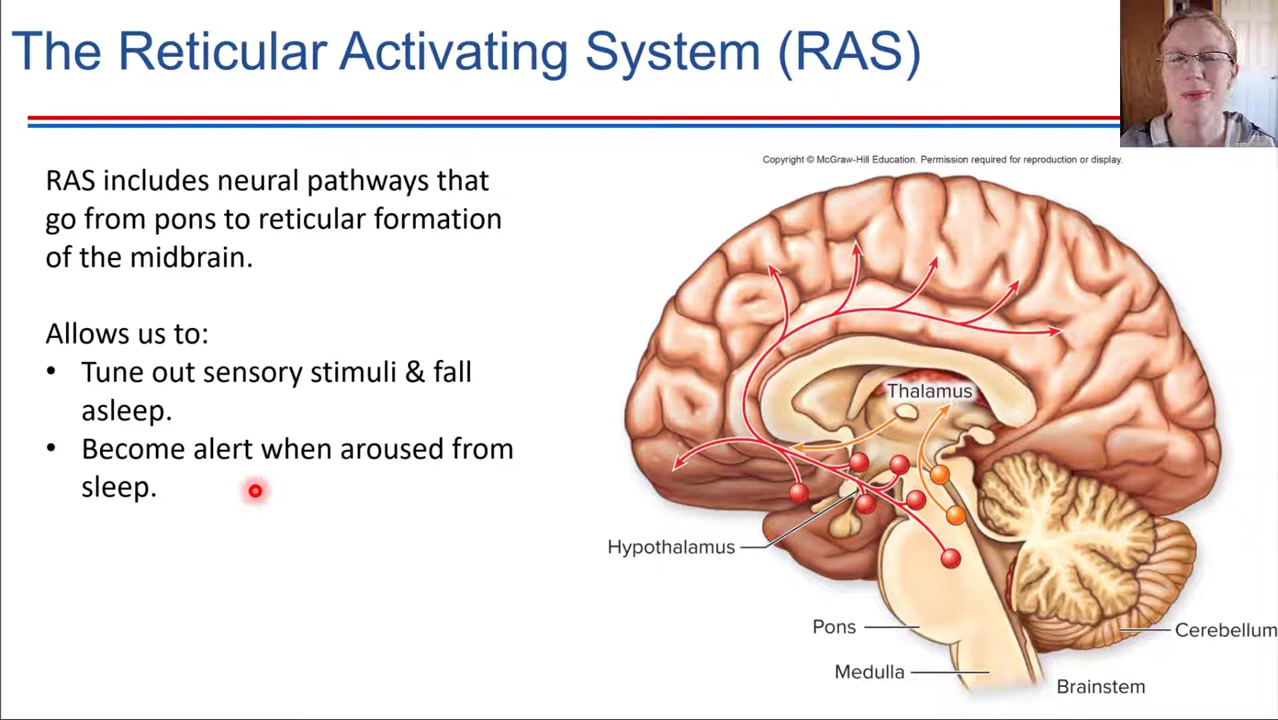 The Reticular Activating System (RAS)
Copyright © McGraw-Hill Education. Permission required for reproduction or display.
RAS includes neural pathways that
go from pons to reticular formation
of the midbrain.
Allows us to:
• Tune out sensory stimuli & fall
asleep.
• Become alert when aroused from
sleep.
Thalamus
Hypothalamus
Pons
Cerebellum
Medulla
Brainstem